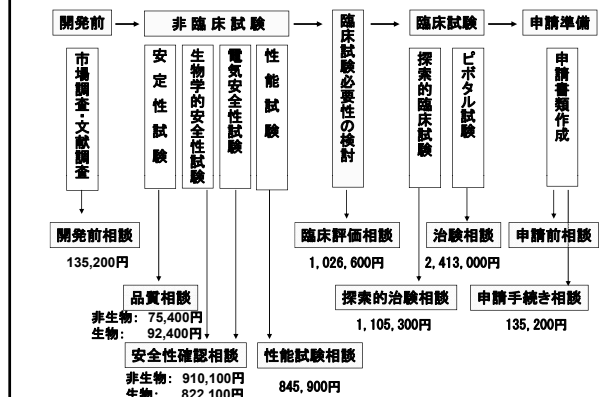 開発前
非臨床試験
臨床試験必要性の検討
臨床試験
申請準備
市場調査・文献調査
安定性試験
生物学的安全性試験
電気安全性試験
性能試験
探索的臨床試験
ピボタル試験
申請書類作成
開発前相談
135,200円
臨床評価相談
1,026,600円
治験相談
2,413,000円
申請前相談
品質相談
非生物: 75,400円
生物: 92,400円
探索的治験相談
1,105,300円
申請手続き相談
135,200円
安全性確認相談
非生物: 910,100円
生物: 822,100円
性能試験相談
845,900円